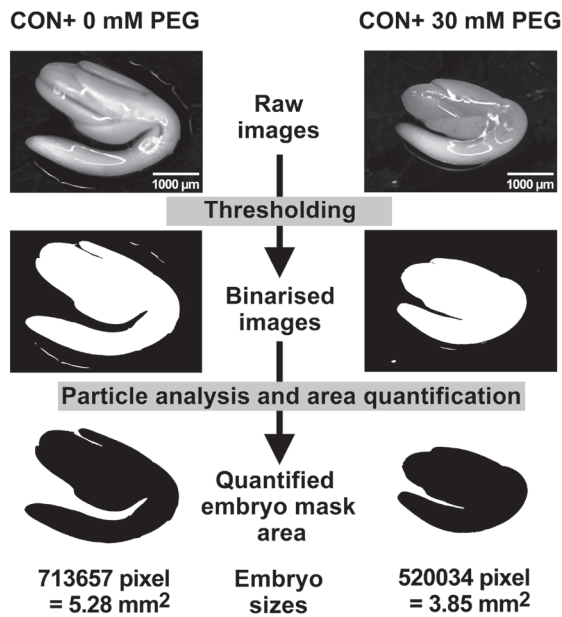 CON+ 0 mM PEG
CON+ 30 mM PEG
Raw
images
1000 µm
1000 µm
Thresholding
Binarised
images
Particle analysis and area quantification
Quantified
embryo mask
area
713657 pixel
= 5.28 mm2
Embryo
sizes
520034 pixel
= 3.85 mm2